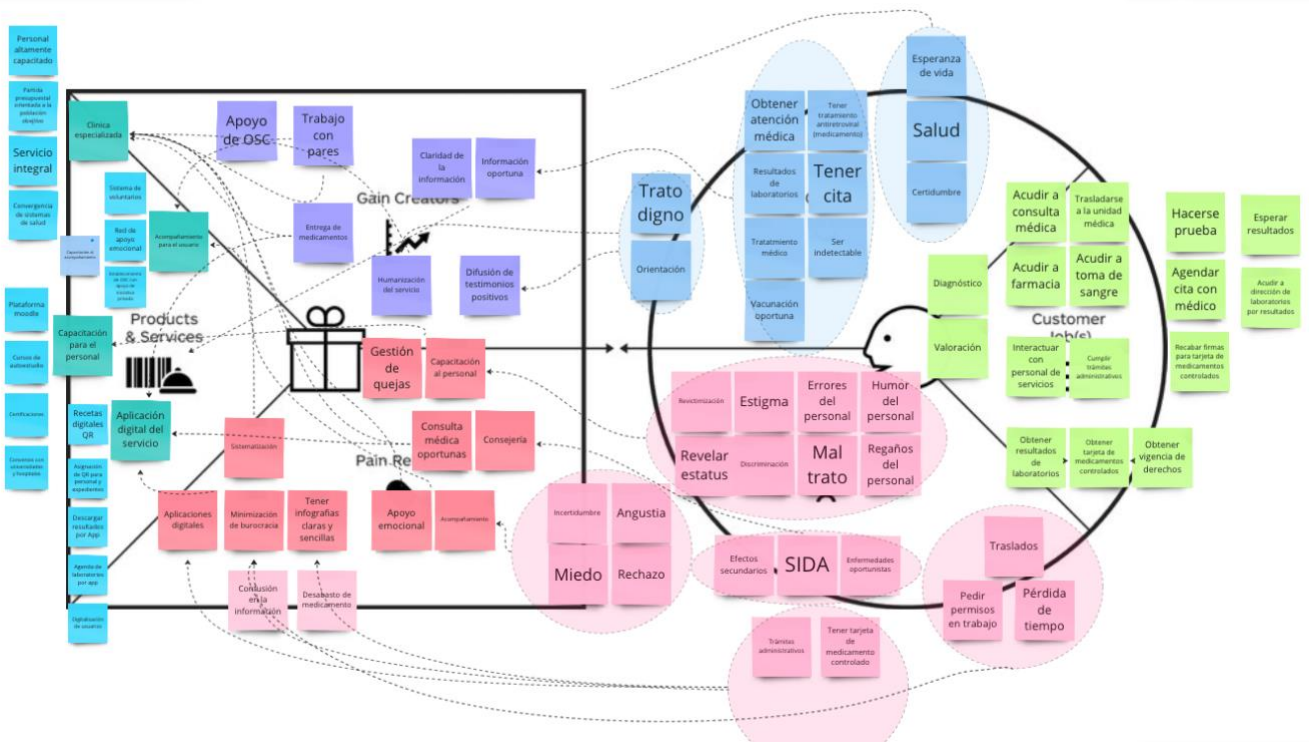 Personal
altamente
capacitado
Partida
presupuestal
orientada a la
población
objetivo
Servicio
integral
Convergencia
de sistemas
de salud
Plataforma
moodle
Cursos de
autoestudio
Certificaciones
Convenios con
universidades
y hospitales
Clínica
especializada
Sistema de
voluntarios
Red de
apoyo
emocional
Acompañamiento
para el usuario
Capacitación
para el
personal
Products
& Services
Recetas
digitales
QR
Aplicación
digital del
servicio
Asignación de
QR para
personal y
expedientes
Descargar
resultados
por App
Agenda de
laboratorios
por app
Digitalización
de usuarios
Apoyo
de OSC
Trabajo
con
pares
Claridad de
la
información
Información
oportuna
Gain Creators
Entrega de
medicamentos
Humanización
del servicio
Difusión de
testimonios
positivos
Gestión
de
quejas
Capacitación
al personal
Consulta
médica
oportunas
Consejería
Sistematización
Pain Re
Aplicaciones
digitales
Minimización
de burocracia
Tener
infografías
claras y
sencillas
Apoyo
emocional
Acompañamiento
Confusión
en la
información
Desabasto de
medicamento
Trato
digno
Orientación
Obtener
atención
médica
Tener
tratamiento
antiretroviral
(medicamento)
Resultados
de
laboratorios
Tener
cita
Tratatmiento
médico
Ser
indetectable
Vacunación
oportuna
Esperanza
de vida
Salud
Certidumbre
Revictimización
Estigma
Errores
del
personal
Humor
del
personal
Revelar
estatus
Discriminación
Mal
trato
Regaños
del
personal
Incertidumbre
Angustia
Miedo
Rechazo
Efectos
secundarios
SIDA
Enfermedades
oportunistas
Trámites
administrativos
Tener tarjeta
de
medicamento
controlado
Traslados
Pedir
permisos
en trabajo
Pérdida
de
tiempo
Diagnóstico
Valoración
Acudir a
consulta
médica
Trasladarse
a la unidad
médica
Acudir a
farmacia
Acudir a
toma de
sangre
Customer
Job(s)
Interactuar
con
personal de
servicios
Cumplir
trámites
administrativos
Obtener
resultados
de
laboratorios
Obtener
tarjeta de
medicamentos
controlados
Obtener
vigencia de
derechos
Hacerse
prueba
Esperar
resultados
Agendar
cita con
médico
Acudir a
dirección de
laboratorios
por resultados
Recabar firmas
para tarjeta de
medicamentos
controlados